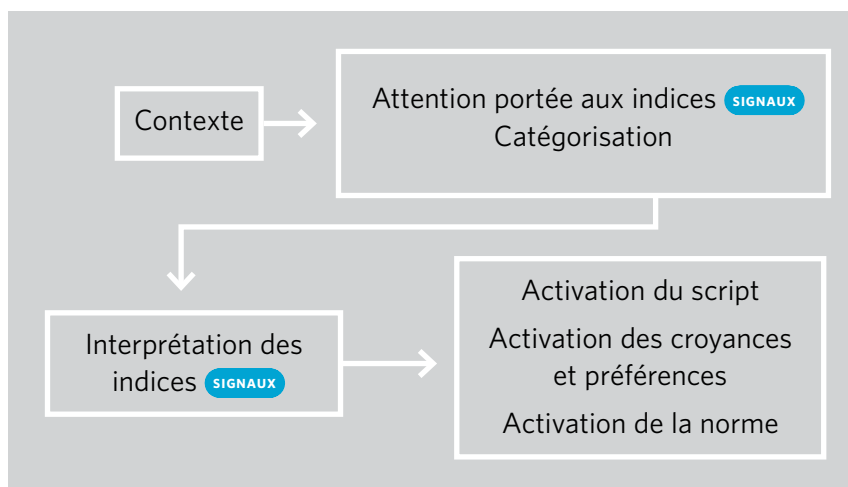 Contexte
Attention portée aux indices SIGNAUX
Catégorisation
Interprétation des
indices SIGNAUX
Activation du script
Activation des croyances
et préférences
Activation de la norme